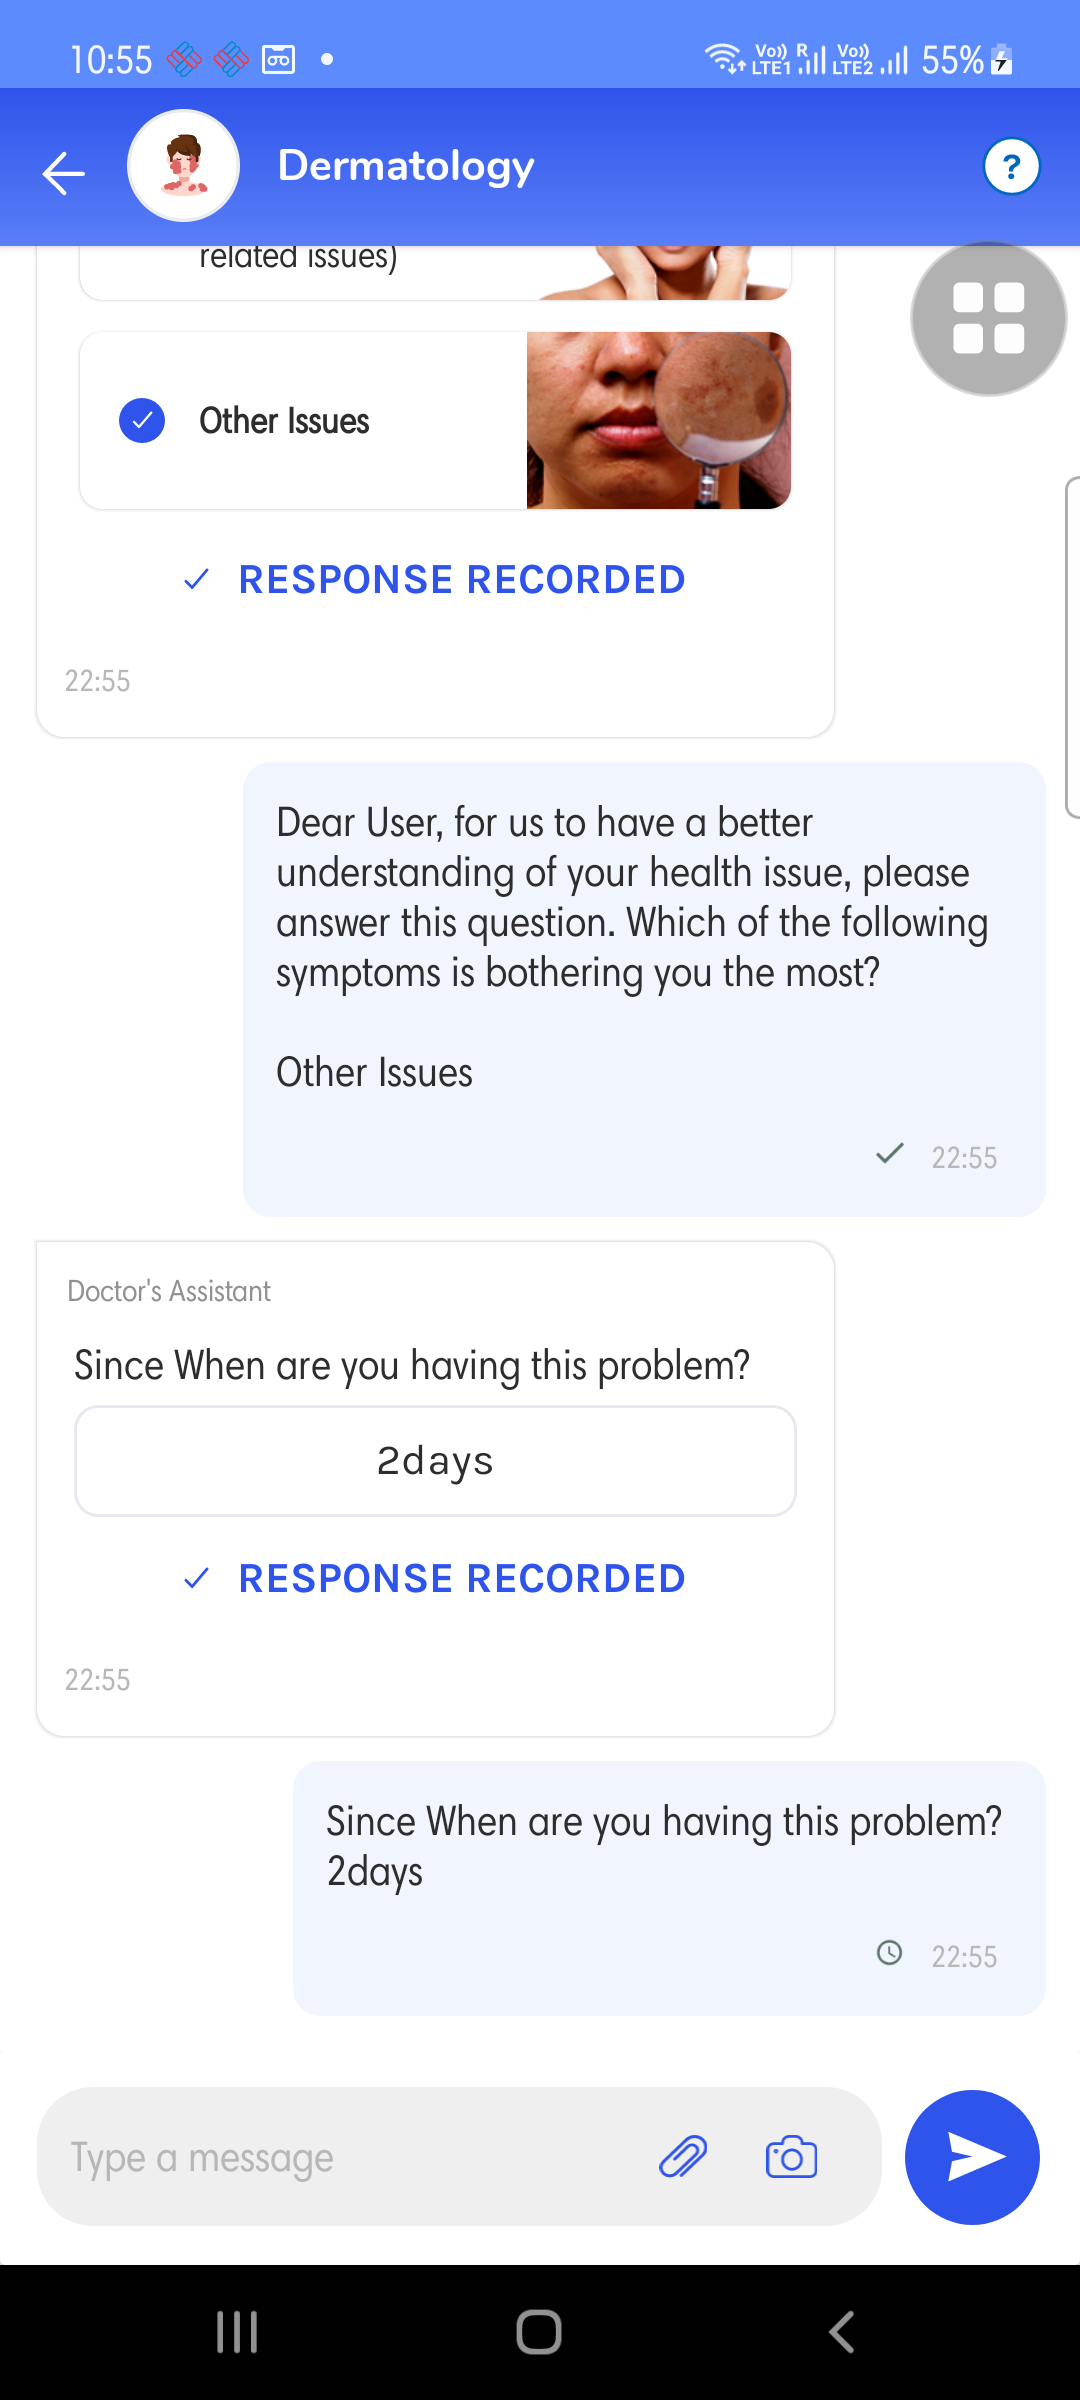 10:55
Vo)) R
LTE1
Vo))
LTE2
55%
Dermatology
?
related issues)
Other Issues
RESPONSE RECORDED
22:55
Dear User, for us to have a better
understanding of your health issue, please
answer this question. Which of the following
symptoms is bothering you the most?
Other Issues
22:55
Doctor's Assistant
Since When are you having this problem?
2days
RESPONSE RECORDED
22:55
Since When are you having this problem?
2days
22:55
Type a message